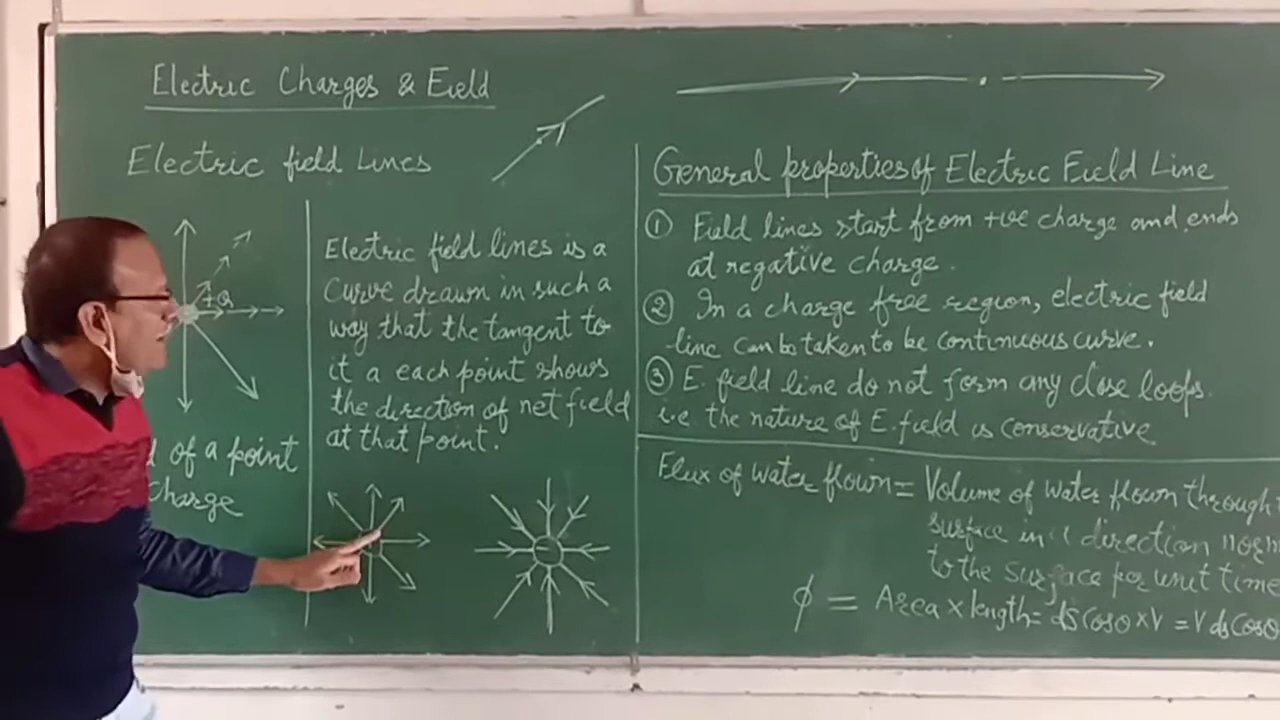 Electric Charges & Field
Electric field Lines
+Q
of a point
charge
Electric field lines is a
curve drawn in such a
way that the tangent to
it a each point shows
the direction of net field
at that point.
General properties of Electric Field Line
① Field lines start from +ve charge and ends
at negative charge.
② In a charge free region, electric field
line can be taken to be continuous curve.
③ E. field line do not form any close loops.
i.e the nature of E. field is conservative
Flux of water flown = Volume of water flown through
surface in direction
to the surface per unit time
ϕ = Area × length = ds cosθ × V = V ds cosθ